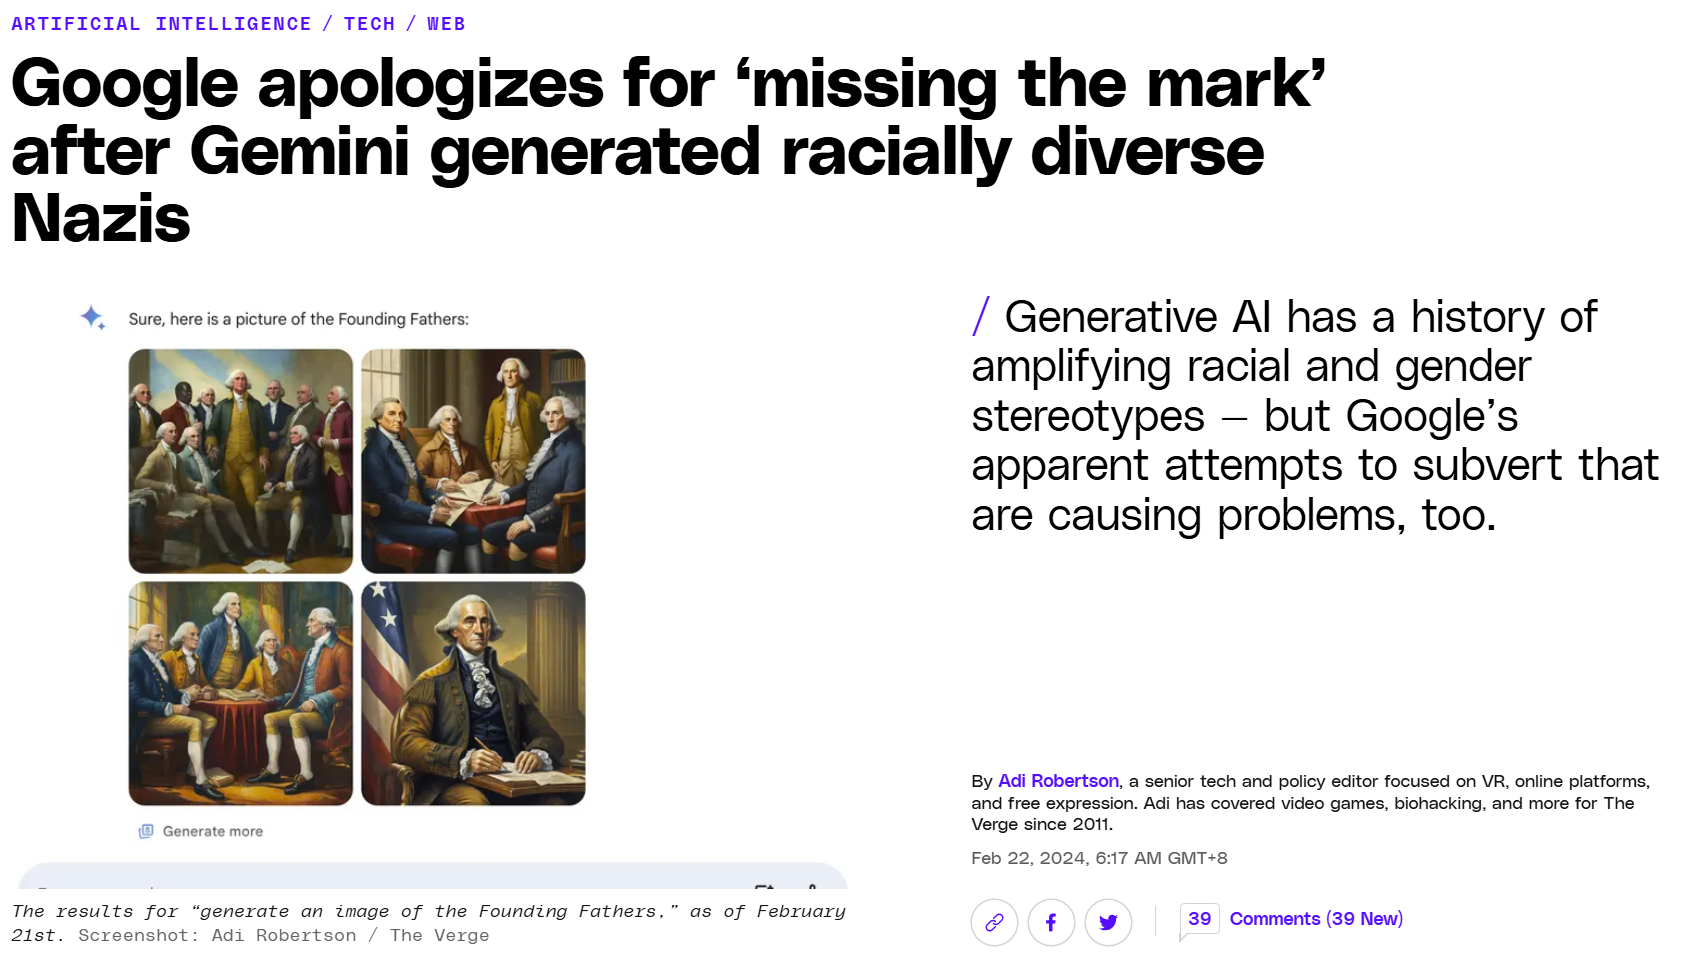 ARTIFICIAL INTELLIGENCE / TECH / WEB
Google apologizes for ‘missing the mark’
after Gemini generated racially diverse
Nazis
Sure, here is a picture of the Founding Fathers:
Generate more
The results for “generate an image of the Founding Fathers,” as of February
21st. Screenshot: Adi Robertson / The Verge
/ Generative AI has a history of
amplifying racial and gender
stereotypes — but Google’s
apparent attempts to subvert that
are causing problems, too.
By Adi Robertson, a senior tech and policy editor focused on VR, online platforms,
and free expression. Adi has covered video games, biohacking, and more for The
Verge since 2011.
Feb 22, 2024, 6:17 AM GMT+8
39 Comments (39 New)